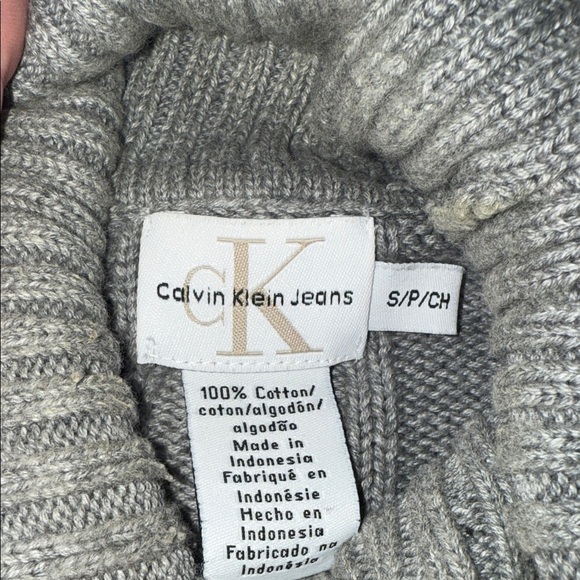 CK
Calvin Klein Jeans
S/P/CH
100% Cotton/
coton/algodón/
algodão
Made in
Indonesia
Fabriqué en
Indonésie
Hecho en
Indonesia
Fabricado na
Indonésia